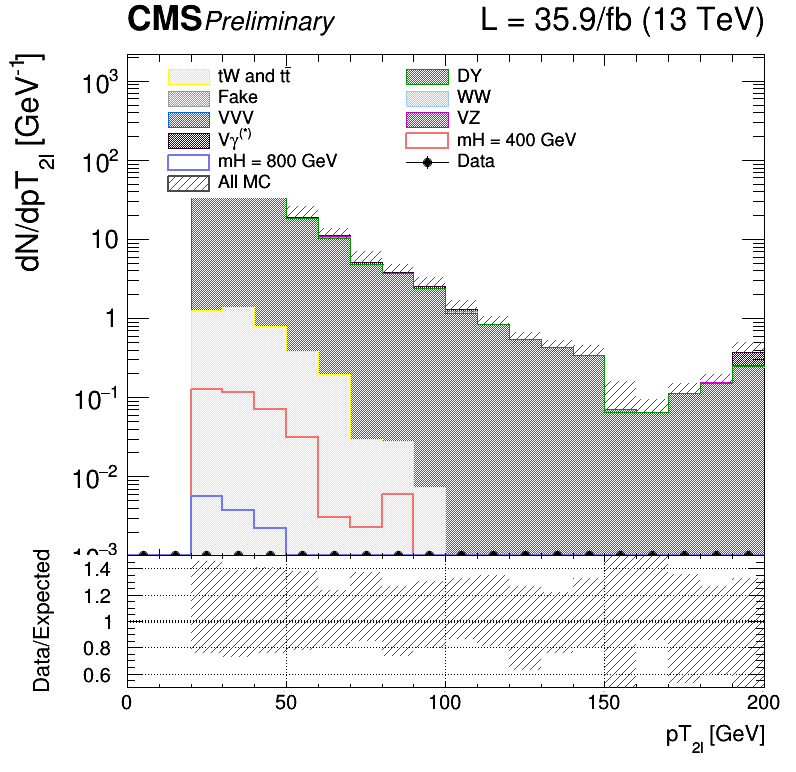 CMS Preliminary L = 35.9/fb (13 TeV)
dN/dpT2l [GeV-1]
10^3
10^2
10
1
10^−1
10^−2
tW and tt̄ DY
Fake WW
VVV VZ
Vγ(*) mH = 400 GeV
mH = 800 GeV Data
All MC
Data/Expected
1.4
1.2
1
0.8
0.6
0 50 100 150 200
pT2l [GeV]